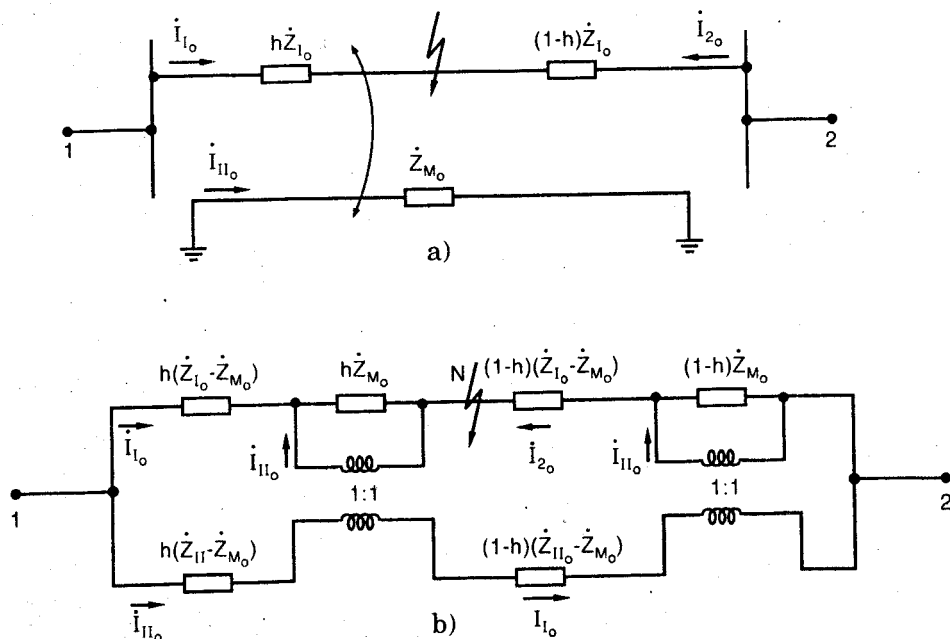 İ_I₀ hŻ_I₀ (1-h)Ż_I₀ İ_2₀
1 2
İ_II₀ Ż_M₀
a)
h(Ż_I₀-Ż_M₀) hŻ_M₀ N (1-h)(Ż_I₀-Ż_M₀) (1-h)Ż_M₀
İ_I₀ İ_II₀ İ_2₀ İ_II₀
1 1:1 1:1 2
h(Ż_II-Ż_M₀) (1-h)(Ż_II₀-Ż_M₀)
İ_II₀ I_I₀
b)